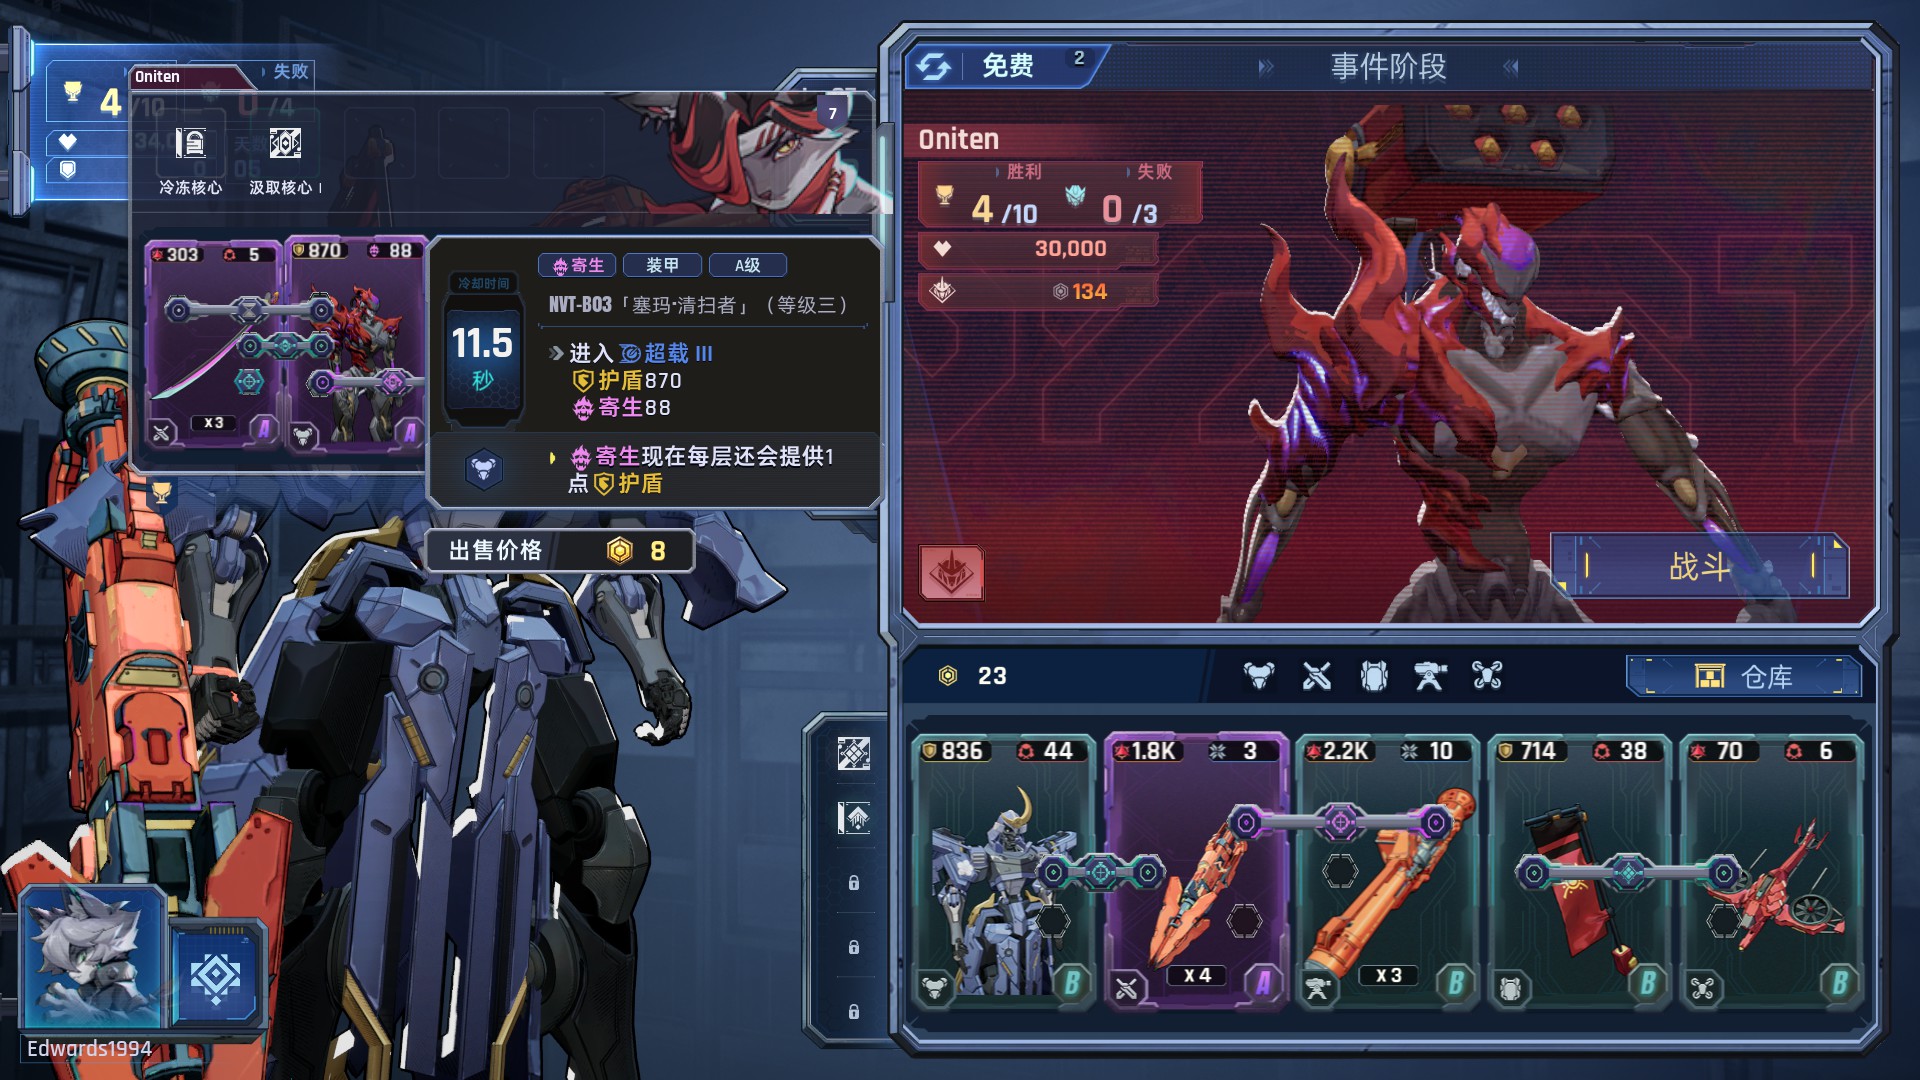 Oniten
失败
4/10
0/4
7
冷冻核心
汲取核心
303
5
870
88
x3
A
A
寄生
装甲
A级
冷却时间
11.5
秒
NVT-B03「塞玛·清扫者」（等级三）
进入超载 III
护盾870
寄生88
寄生现在每层还会提供1
点护盾
出售价格
8
免费
2
事件阶段
Oniten
胜利
失败
4/10
0/3
30,000
134
战斗
23
仓库
836
44
B
1.8K
3
x4
A
2.2K
10
x3
B
714
38
B
70
6
B
Edwards1994